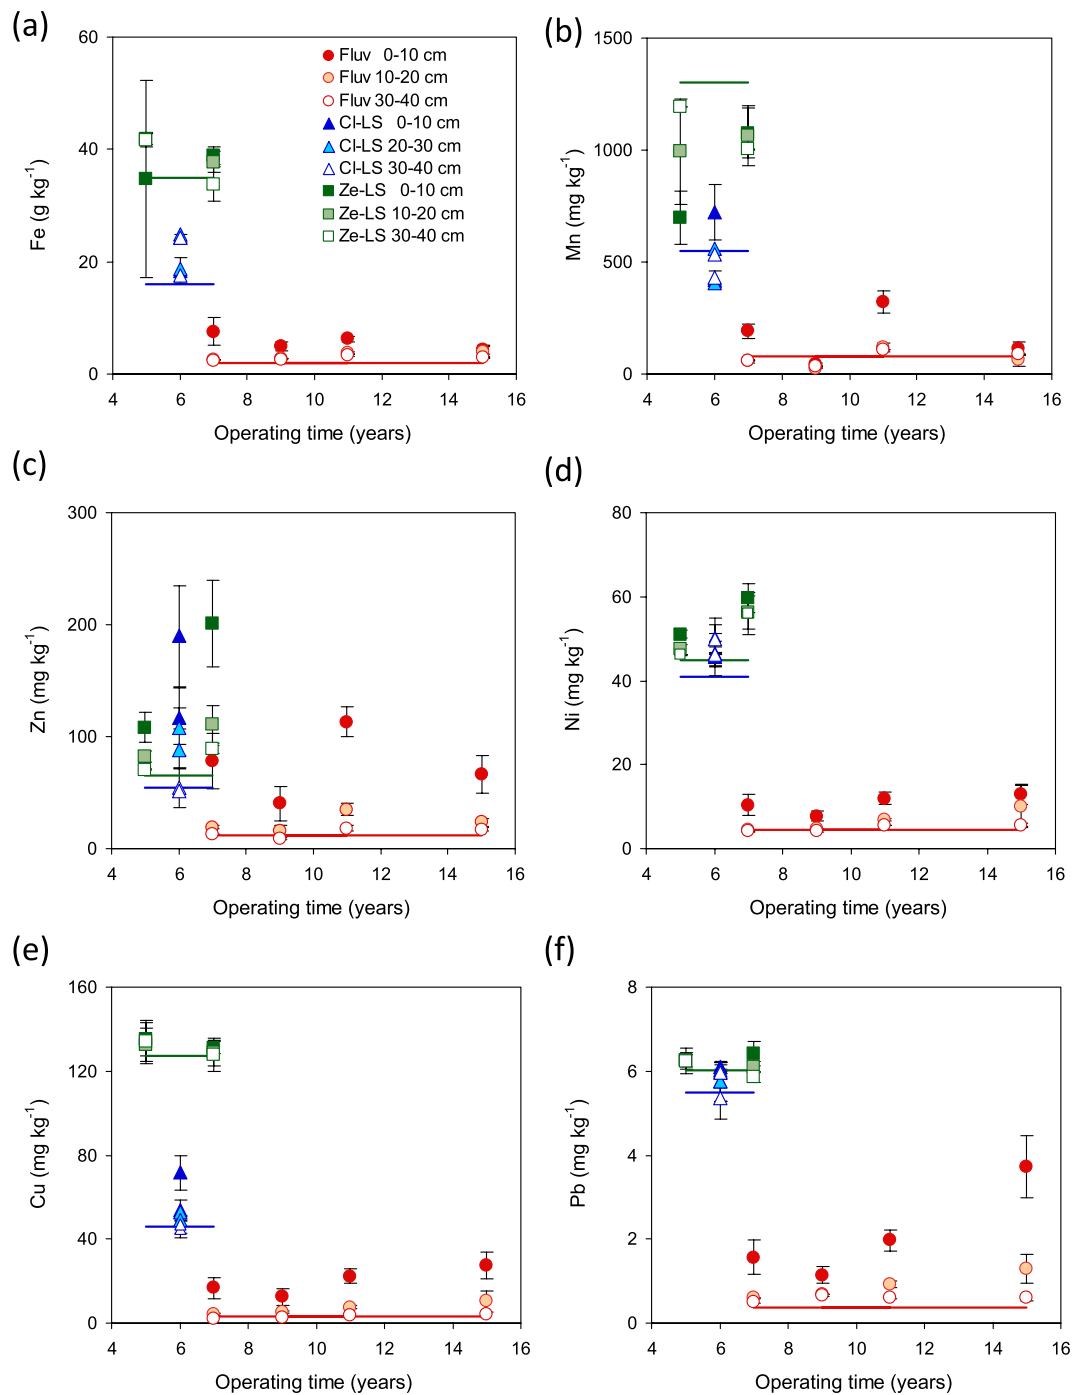 (a)
60
40
20
0
Fe (g kg⁻¹)
4 6 8 10 12 14 16
Operating time (years)
Fluv 0-10 cm
Fluv 10-20 cm
Fluv 30-40 cm
Cl-LS 0-10 cm
Cl-LS 20-30 cm
Cl-LS 30-40 cm
Ze-LS 0-10 cm
Ze-LS 10-20 cm
Ze-LS 30-40 cm
(b)
1500
1000
500
0
Mn (mg kg⁻¹)
4 6 8 10 12 14 16
Operating time (years)
(c)
300
200
100
0
Zn (mg kg⁻¹)
4 6 8 10 12 14 16
Operating time (years)
(d)
80
60
40
20
0
Ni (mg kg⁻¹)
4 6 8 10 12 14 16
Operating time (years)
(e)
160
120
80
40
0
Cu (mg kg⁻¹)
4 6 8 10 12 14 16
Operating time (years)
(f)
8
6
4
2
0
Pb (mg kg⁻¹)
4 6 8 10 12 14 16
Operating time (years)